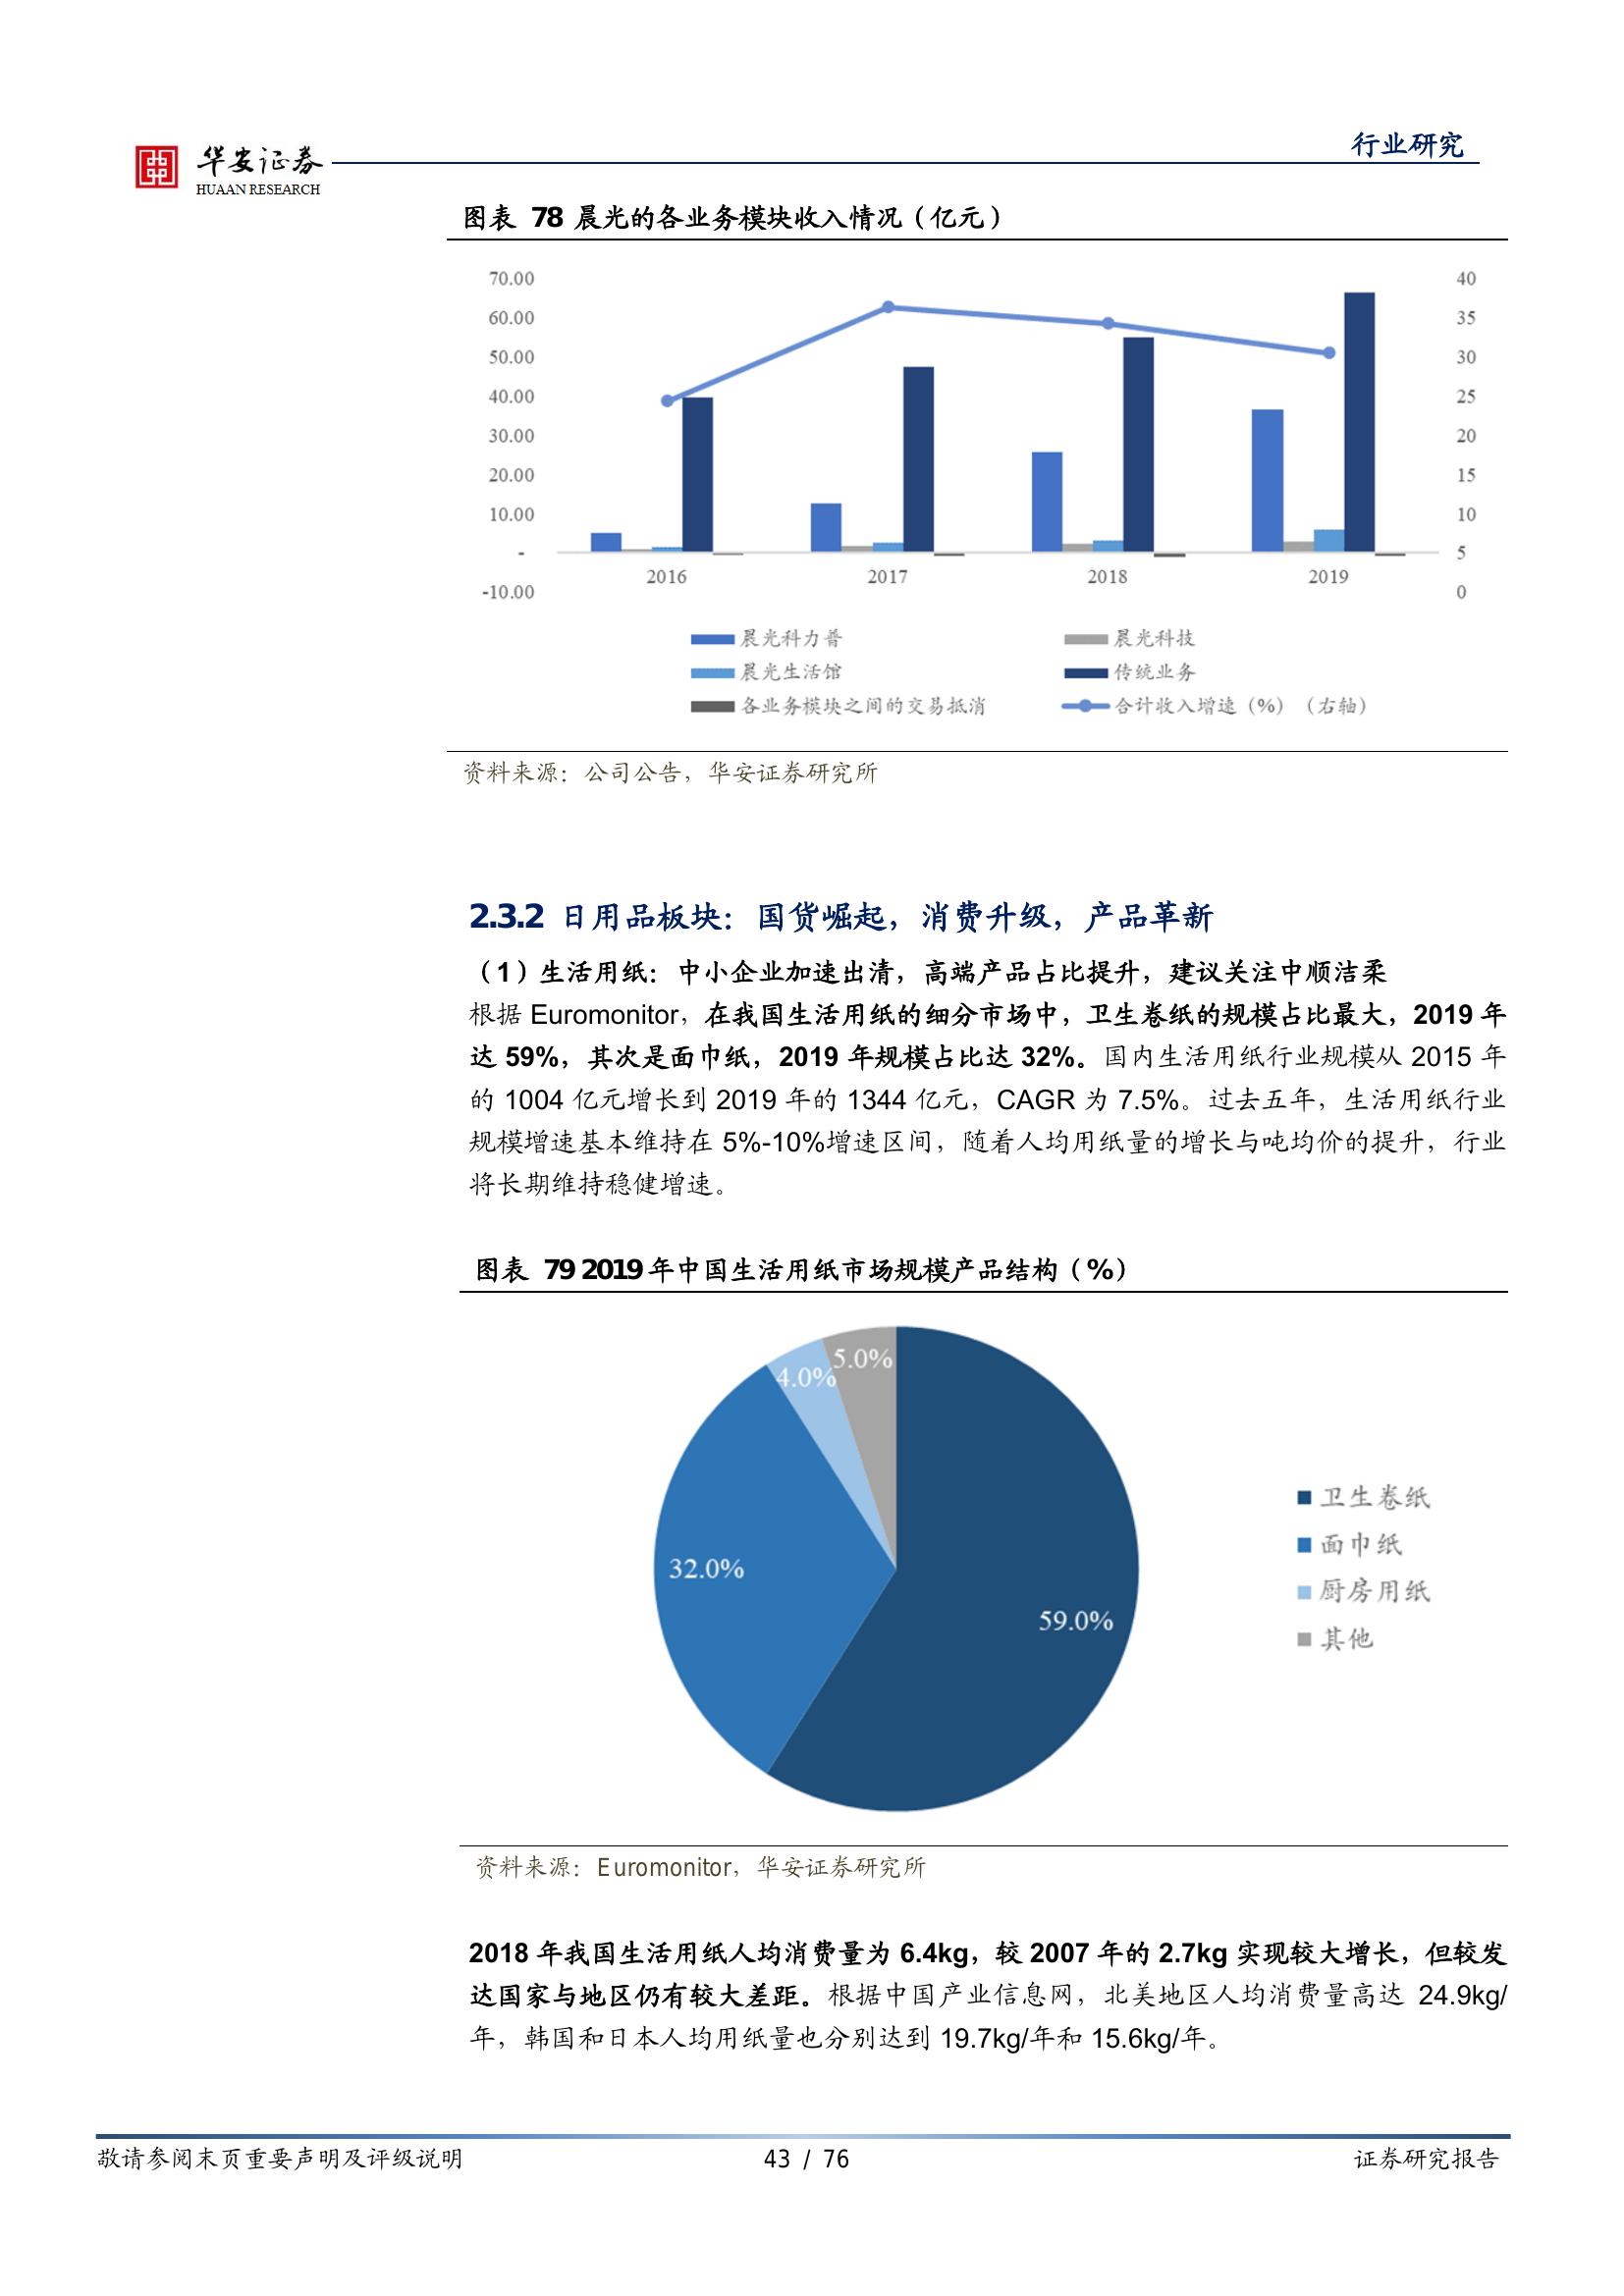 华安证券
HUAAN RESEARCH
行业研究
图表 78 晨光的各业务模块收入情况（亿元）
70.00
60.00
50.00
40.00
30.00
20.00
10.00
-
-10.00
40
35
30
25
20
15
10
5
0
2016 2017 2018 2019
晨光科力普 晨光科技
晨光生活馆 传统业务
各业务模块之间的交易抵消 合计收入增速（%）（右轴）
资料来源：公司公告，华安证券研究所
2.3.2 日用品板块：国货崛起，消费升级，产品革新
（1）生活用纸：中小企业加速出清，高端产品占比提升，建议关注中顺洁柔
根据 Euromonitor，在我国生活用纸的细分市场中，卫生卷纸的规模占比最大，2019 年
达 59%，其次是面巾纸，2019 年规模占比达 32%。国内生活用纸行业规模从 2015 年
的 1004 亿元增长到 2019 年的 1344 亿元，CAGR 为 7.5%。过去五年，生活用纸行业
规模增速基本维持在 5%-10%增速区间，随着人均用纸量的增长与吨均价的提升，行业
将长期维持稳健增速。
图表 79 2019 年中国生活用纸市场规模产品结构（%）
5.0%
4.0%
32.0%
59.0%
卫生卷纸
面巾纸
厨房用纸
其他
资料来源：Euromonitor，华安证券研究所
2018 年我国生活用纸人均消费量为 6.4kg，较 2007 年的 2.7kg 实现较大增长，但较发
达国家与地区仍有较大差距。根据中国产业信息网，北美地区人均消费量高达 24.9kg/
年，韩国和日本人均用纸量也分别达到 19.7kg/年和 15.6kg/年。
敬请参阅末页重要声明及评级说明 43 / 76 证券研究报告